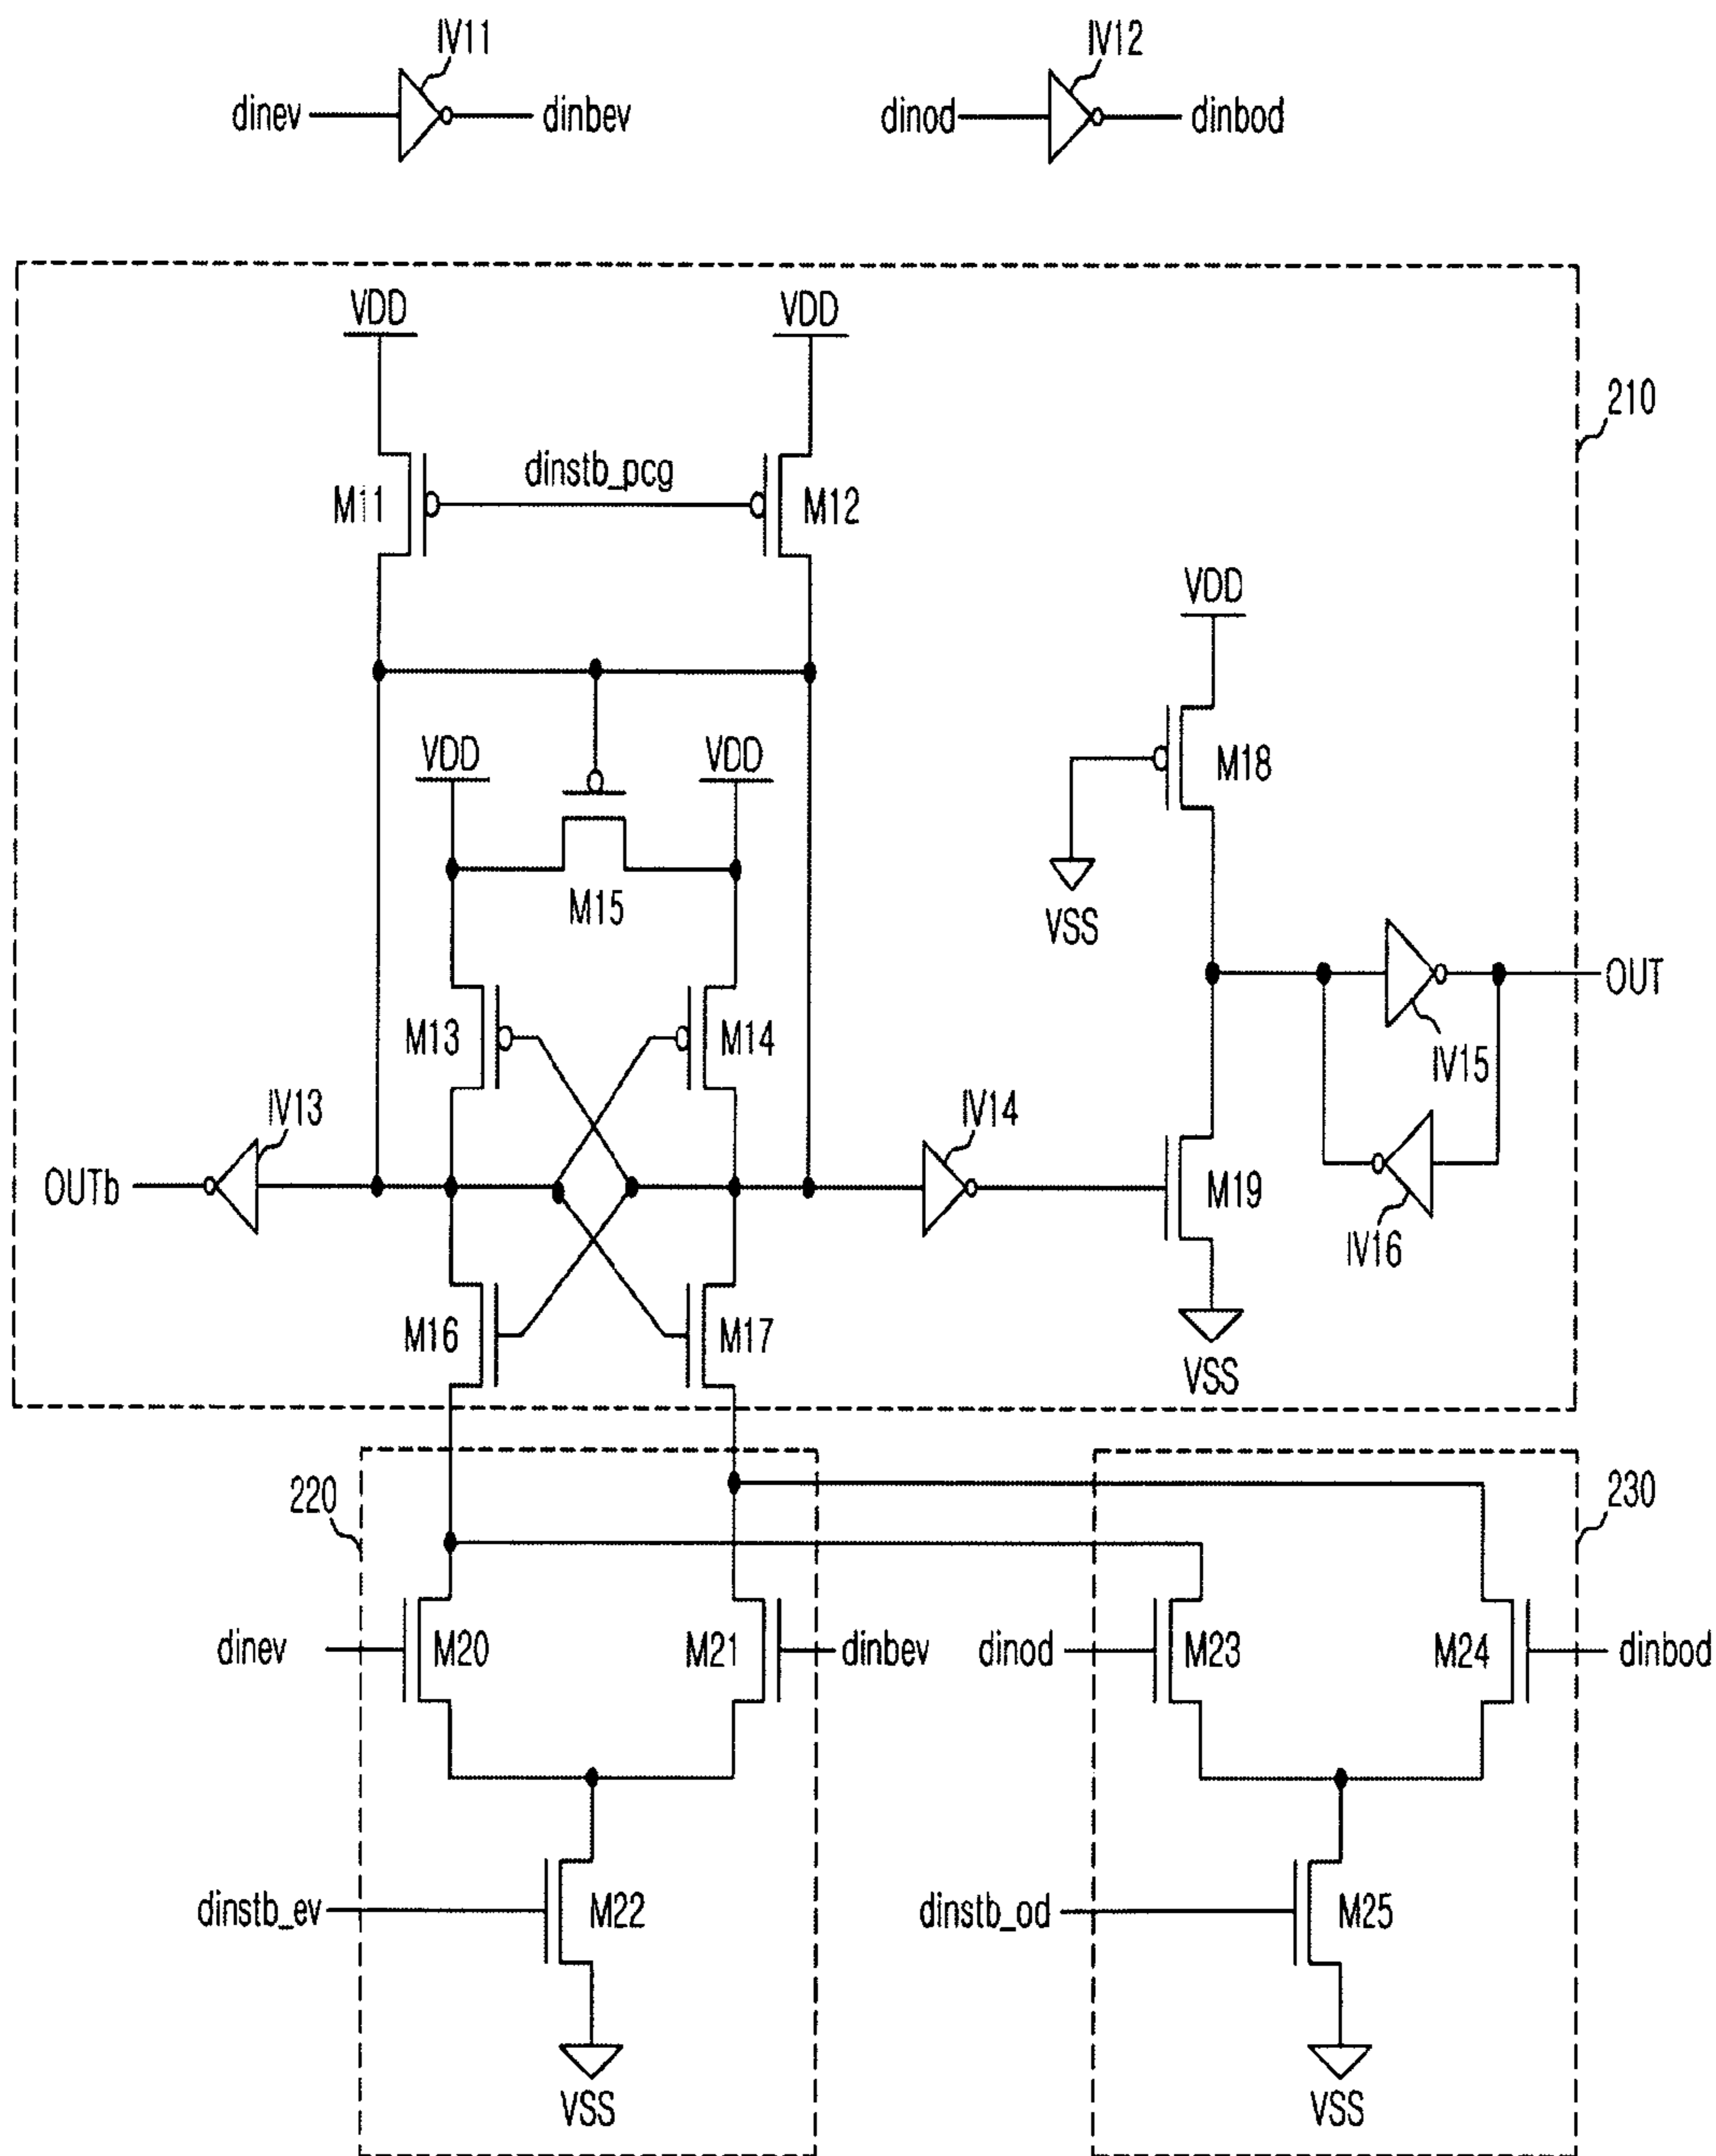 IV11
IV12
dinev
dinbev
dinod
dinbod
VDD
VDD
210
M11
dinstb_pcg
M12
VDD
VDD
VDD
M18
M15
VSS
OUT
M13
M14
IV15
IV13
IV14
OUTb
M19
IV16
M16
M17
VSS
220
230
dinev
M20
M21
dinbev
dinod
M23
M24
dinbod
dinstb_ev
M22
dinstb_od
M25
VSS
VSS